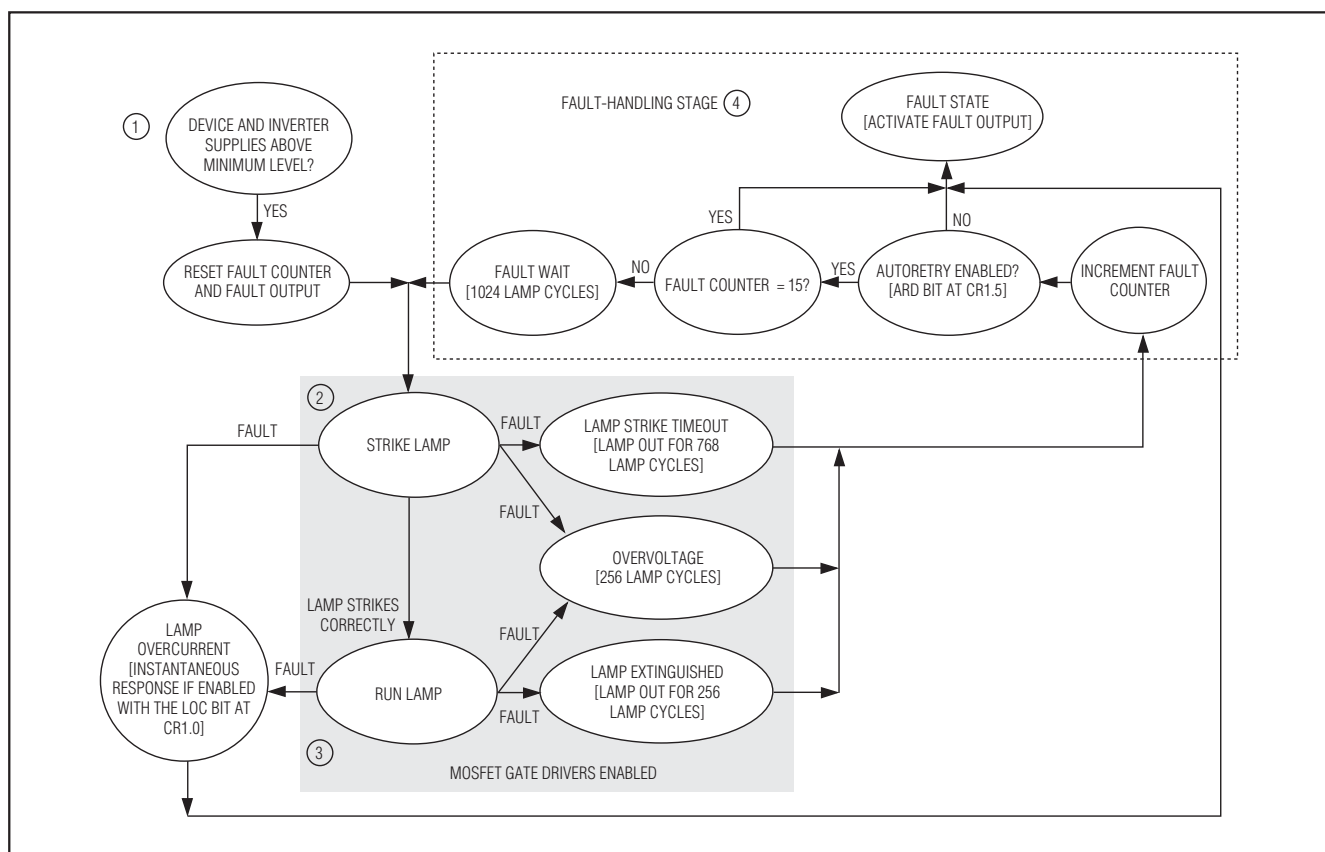 FAULT-HANDLING STAGE 4
FAULT STATE
[ACTIVATE FAULT OUTPUT]
1
DEVICE AND INVERTER
SUPPLIES ABOVE
MINIMUM LEVEL?
YES
RESET FAULT COUNTER
AND FAULT OUTPUT
FAULT WAIT
[1024 LAMP CYCLES]
NO
YES
FAULT COUNTER = 15?
YES
NO
AUTORETRY ENABLED?
[ARD BIT AT CR1.5]
INCREMENT FAULT
COUNTER
2
FAULT
STRIKE LAMP
FAULT
LAMP STRIKE TIMEOUT
[LAMP OUT FOR 768
LAMP CYCLES]
FAULT
OVERVOLTAGE
[256 LAMP CYCLES]
LAMP STRIKES
CORRECTLY
FAULT
LAMP
OVERCURRENT
[INSTANTANEOUS
RESPONSE IF ENABLED
WITH THE LOC BIT AT
CR1.0]
FAULT
RUN LAMP
FAULT
LAMP EXTINGUISHED
[LAMP OUT FOR 256
LAMP CYCLES]
3
MOSFET GATE DRIVERS ENABLED